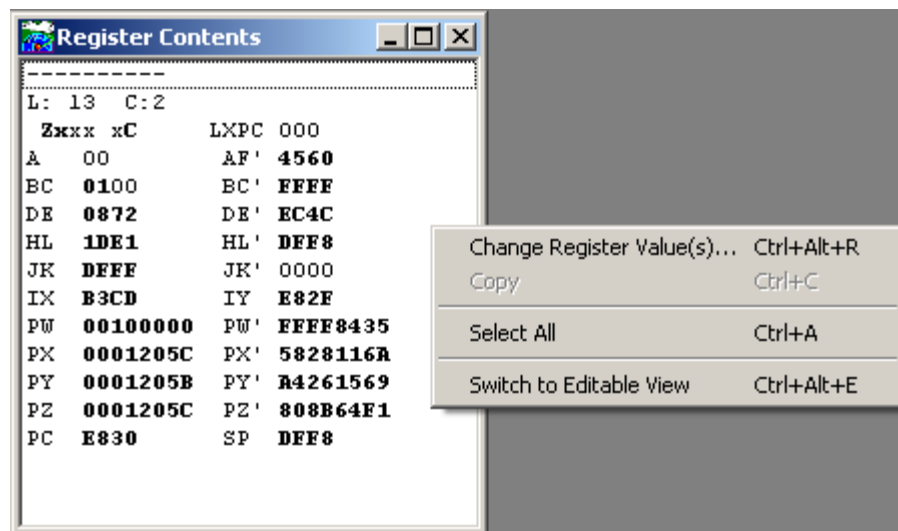 Register Contents
----------
L: 13 C:2
Zxxx xC LXPC 000
A 00 AF' 4560
BC 0100 BC' FFFF
DE 0872 DE' EC4C
HL 1DE1 HL' DFF8
JK DFFF JK' 0000
IX B3CD IY E82F
PW 00100000 PW' FFFF8435
PX 0001205C PX' 5828116A
PY 0001205B PY' A4261569
PZ 0001205C PZ' 808B64F1
PC E830 SP DFF8
Change Register Value(s)... Ctrl+Alt+R
Copy Ctrl+C
Select All Ctrl+A
Switch to Editable View Ctrl+Alt+E